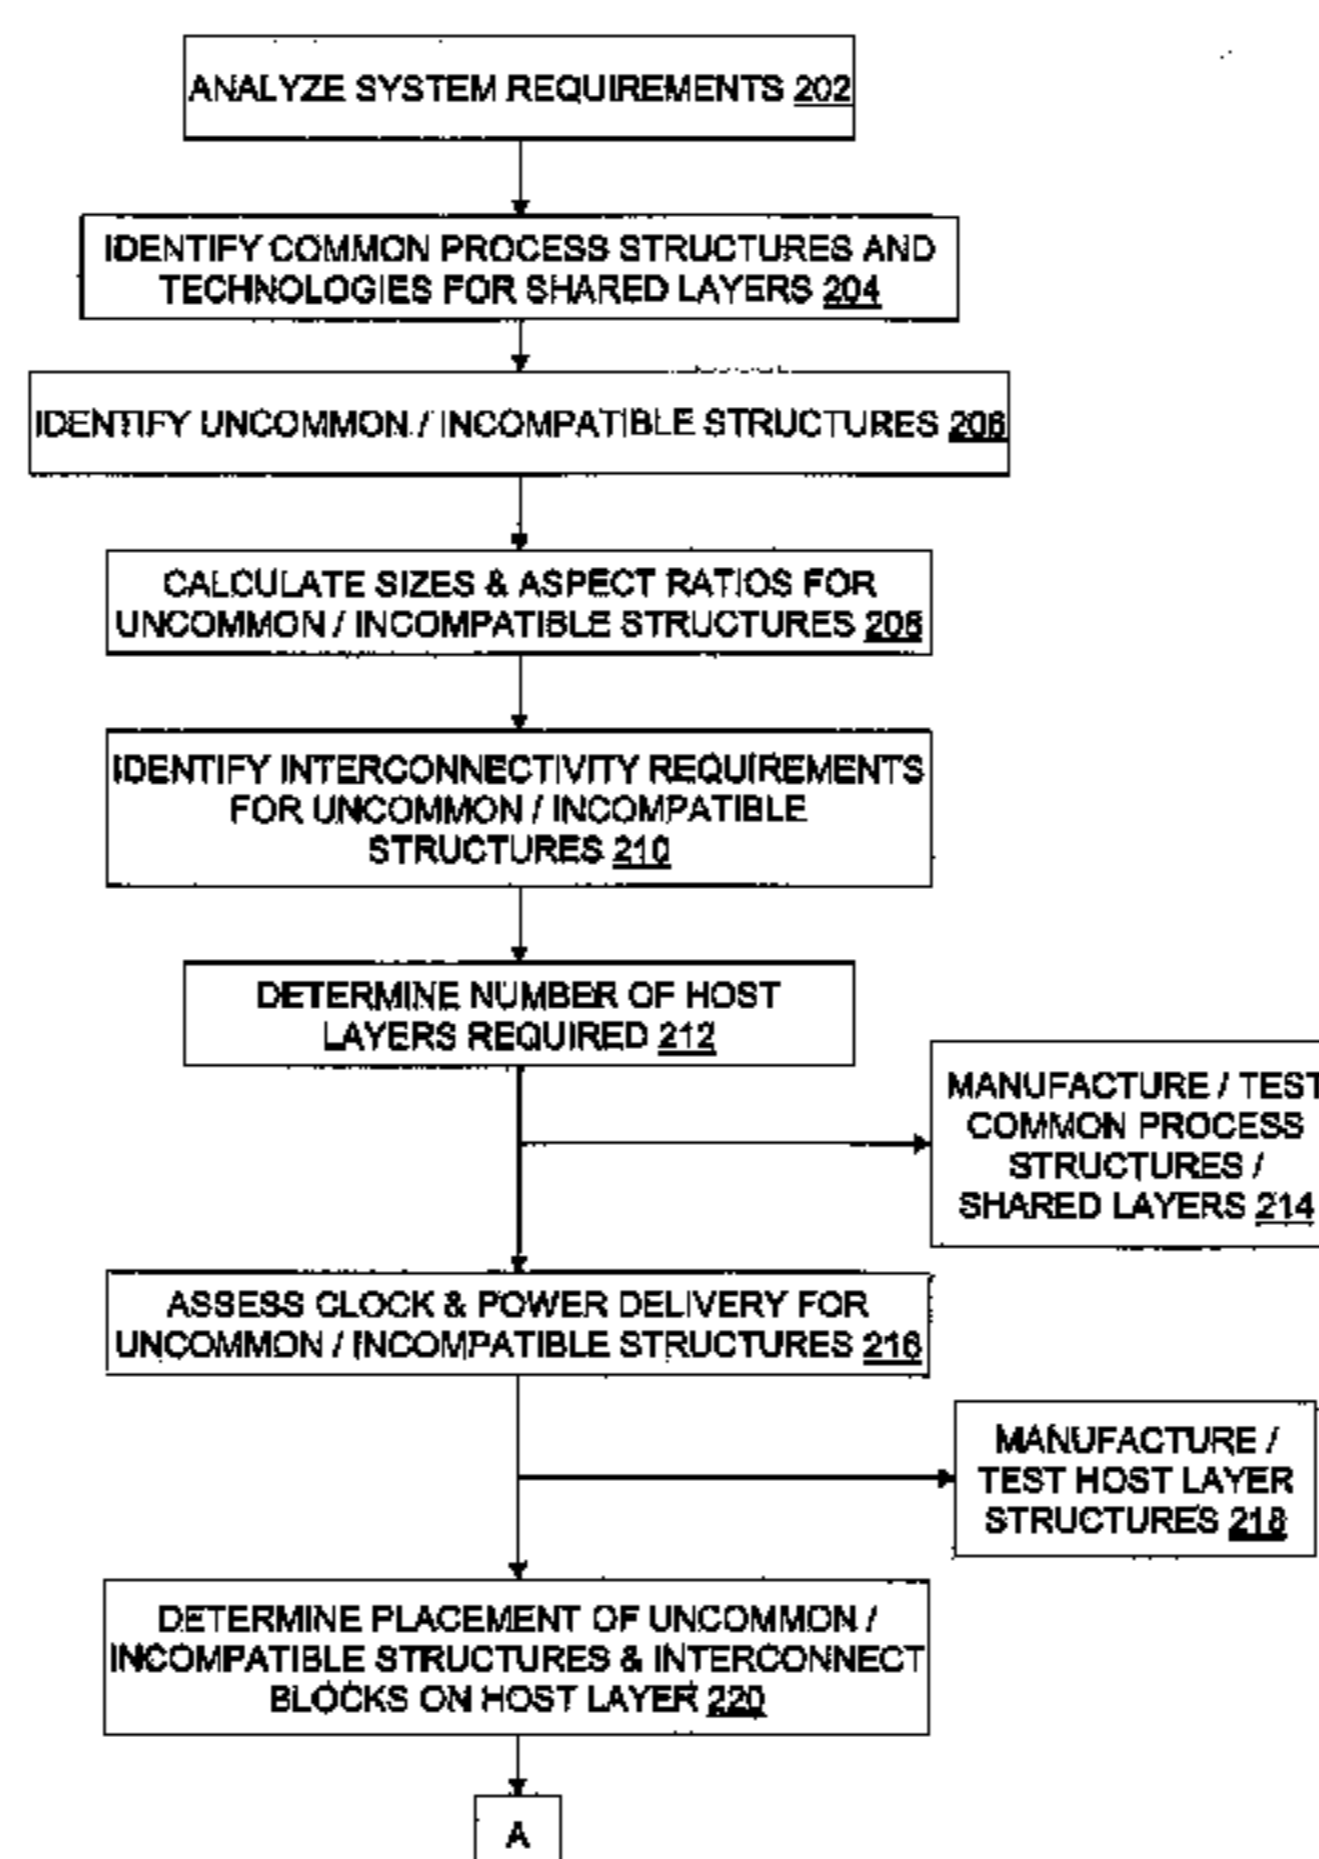 ANALYZE SYSTEM REQUIREMENTS 202
IDENTIFY COMMON PROCESS STRUCTURES AND
TECHNOLOGIES FOR SHARED LAYERS 204
IDENTIFY UNCOMMON / INCOMPATIBLE STRUCTURES 206
CALCULATE SIZES & ASPECT RATIOS FOR
UNCOMMON / INCOMPATIBLE STRUCTURES 208
IDENTIFY INTERCONNECTIVITY REQUIREMENTS
FOR UNCOMMON / INCOMPATIBLE
STRUCTURES 210
DETERMINE NUMBER OF HOST
LAYERS REQUIRED 212
MANUFACTURE / TEST
COMMON PROCESS
STRUCTURES /
SHARED LAYERS 214
ASSESS CLOCK & POWER DELIVERY FOR
UNCOMMON / INCOMPATIBLE STRUCTURES 216
MANUFACTURE /
TEST HOST LAYER
STRUCTURES 218
DETERMINE PLACEMENT OF UNCOMMON /
INCOMPATIBLE STRUCTURES & INTERCONNECT
BLOCKS ON HOST LAYER 220
A